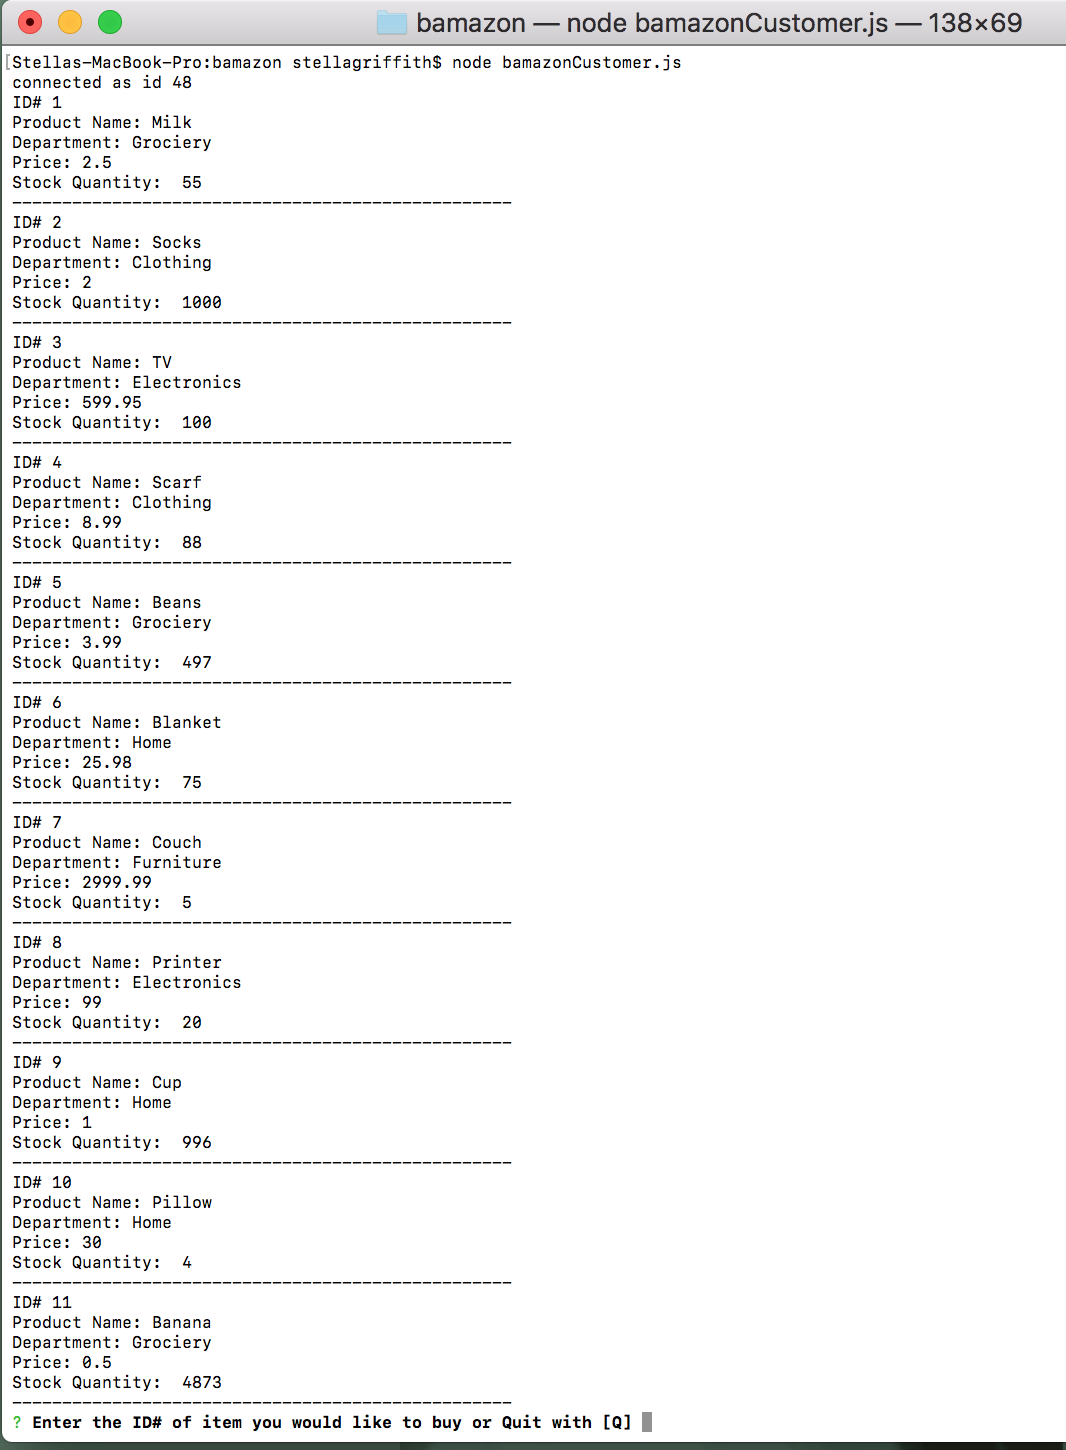 bamazon — node bamazonCustomer.js — 138×69
[Stellas-MacBook-Pro:bamazon stellagriffith$ node bamazonCustomer.js
connected as id 48
ID# 1
Product Name: Milk
Department: Grociery
Price: 2.5
Stock Quantity:  55
--------------------------------------------------
ID# 2
Product Name: Socks
Department: Clothing
Price: 2
Stock Quantity:  1000
--------------------------------------------------
ID# 3
Product Name: TV
Department: Electronics
Price: 599.95
Stock Quantity:  100
--------------------------------------------------
ID# 4
Product Name: Scarf
Department: Clothing
Price: 8.99
Stock Quantity:  88
--------------------------------------------------
ID# 5
Product Name: Beans
Department: Grociery
Price: 3.99
Stock Quantity:  497
--------------------------------------------------
ID# 6
Product Name: Blanket
Department: Home
Price: 25.98
Stock Quantity:  75
--------------------------------------------------
ID# 7
Product Name: Couch
Department: Furniture
Price: 2999.99
Stock Quantity:  5
--------------------------------------------------
ID# 8
Product Name: Printer
Department: Electronics
Price: 99
Stock Quantity:  20
--------------------------------------------------
ID# 9
Product Name: Cup
Department: Home
Price: 1
Stock Quantity:  996
--------------------------------------------------
ID# 10
Product Name: Pillow
Department: Home
Price: 30
Stock Quantity:  4
--------------------------------------------------
ID# 11
Product Name: Banana
Department: Grociery
Price: 0.5
Stock Quantity:  4873
--------------------------------------------------
? Enter the ID# of item you would like to buy or Quit with [Q]